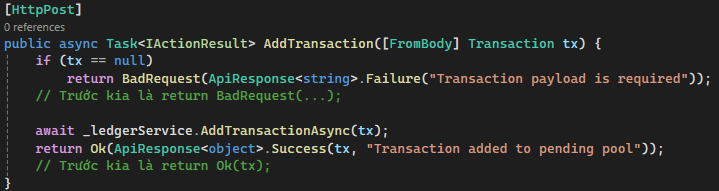 [HttpPost]
0 references
public async Task<IActionResult> AddTransaction([FromBody] Transaction tx) {
if (tx == null)
return BadRequest(ApiResponse<string>.Failure("Transaction payload is required"));
// Trước kia là return BadRequest(...);
await _ledgerService.AddTransactionAsync(tx);
return Ok(ApiResponse<object>.Success(tx, "Transaction added to pending pool"));
// Trước kia là return Ok(tx);
}